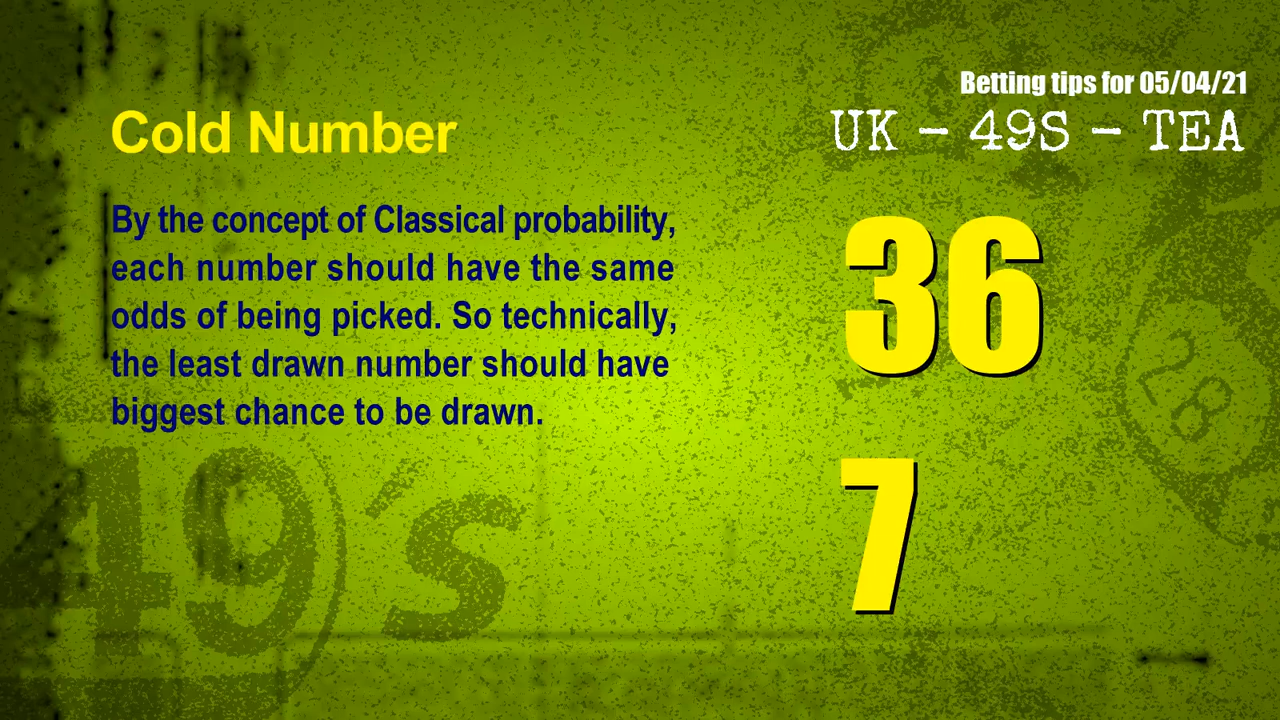 Betting tips for 05/04/21
UK - 49S - TEA
Cold Number
By the concept of Classical probability,
each number should have the same
odds of being picked. So technically,
the least drawn number should have
biggest chance to be drawn.
36
7
28
49's